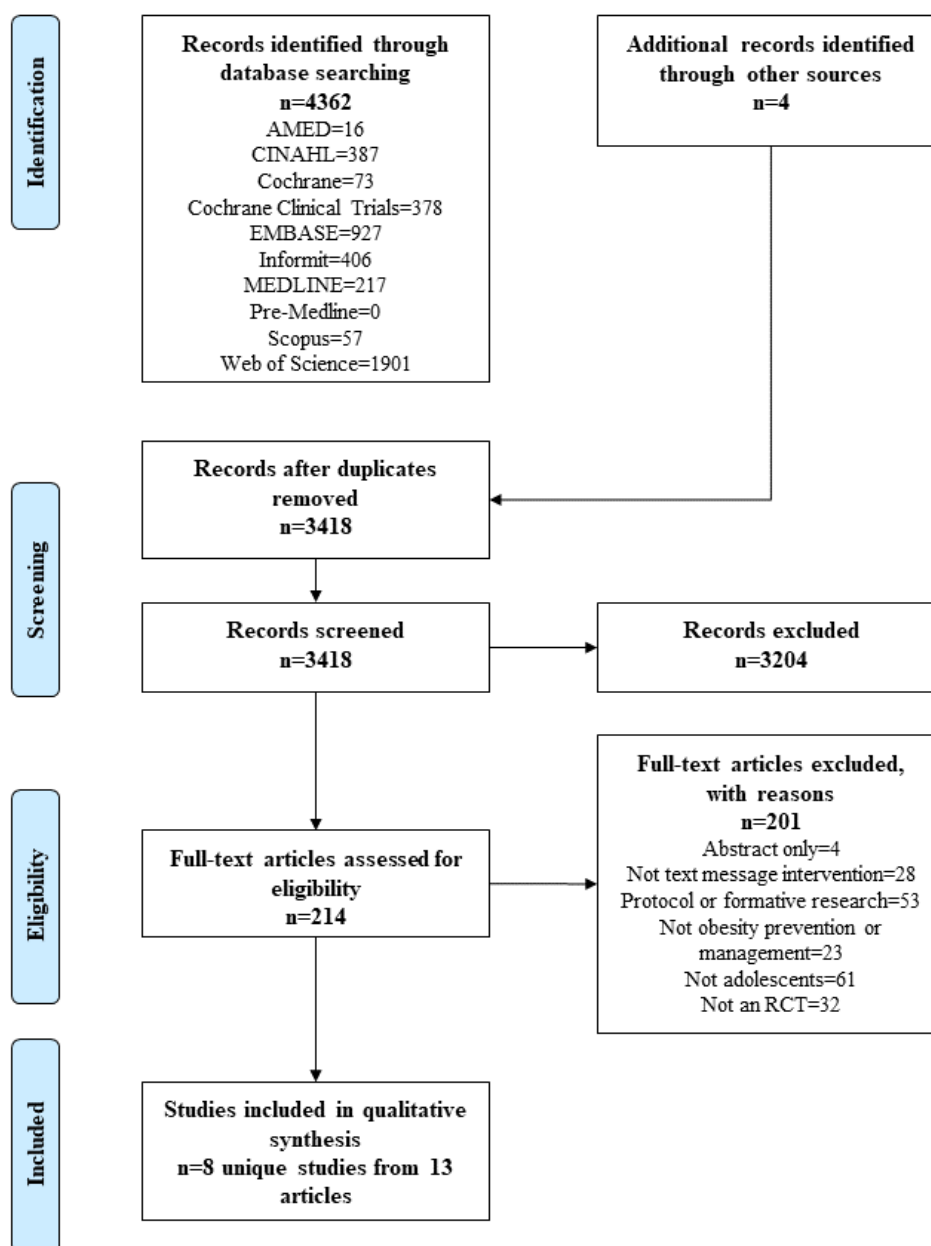 Identification
Records identified through
database searching
n=4362
AMED=16
CINAHL=387
Cochrane=73
Cochrane Clinical Trials=378
EMBASE=927
Informit=406
MEDLINE=217
Pre-Medline=0
Scopus=57
Web of Science=1901
Additional records identified
through other sources
n=4
Screening
Records after duplicates
removed
n=3418
Records screened
n=3418
Records excluded
n=3204
Eligibility
Full-text articles assessed for
eligibility
n=214
Full-text articles excluded,
with reasons
n=201
Abstract only=4
Not text message intervention=28
Protocol or formative research=53
Not obesity prevention or
management=23
Not adolescents=61
Not an RCT=32
Included
Studies included in qualitative
synthesis
n=8 unique studies from 13
articles